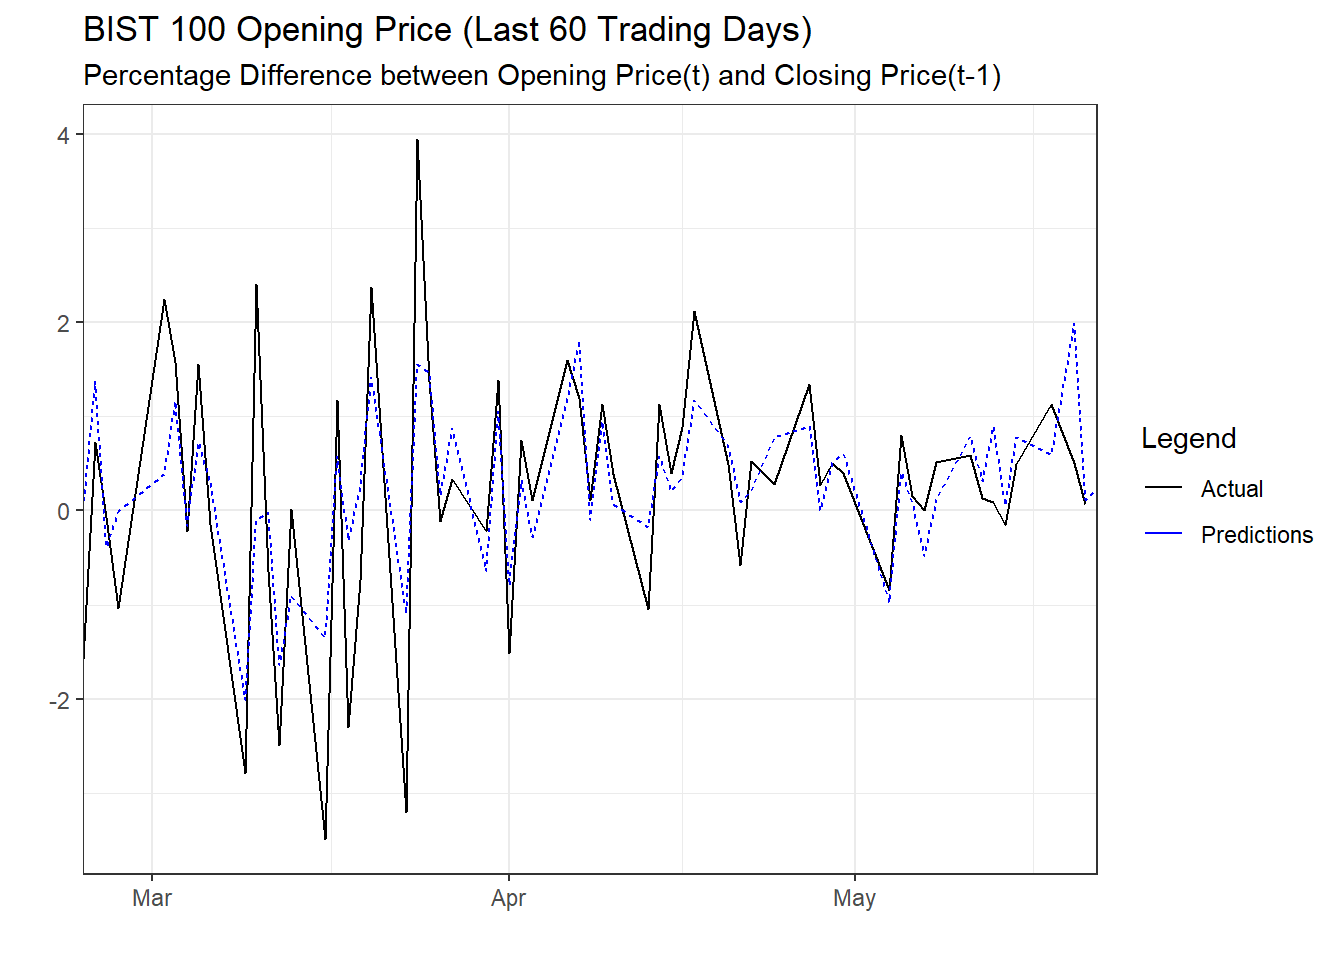 BIST 100 Opening Price (Last 60 Trading Days)
Percentage Difference between Opening Price(t) and Closing Price(t-1)
4
2
0
-2
Mar
Apr
May
Legend
Actual
Predictions